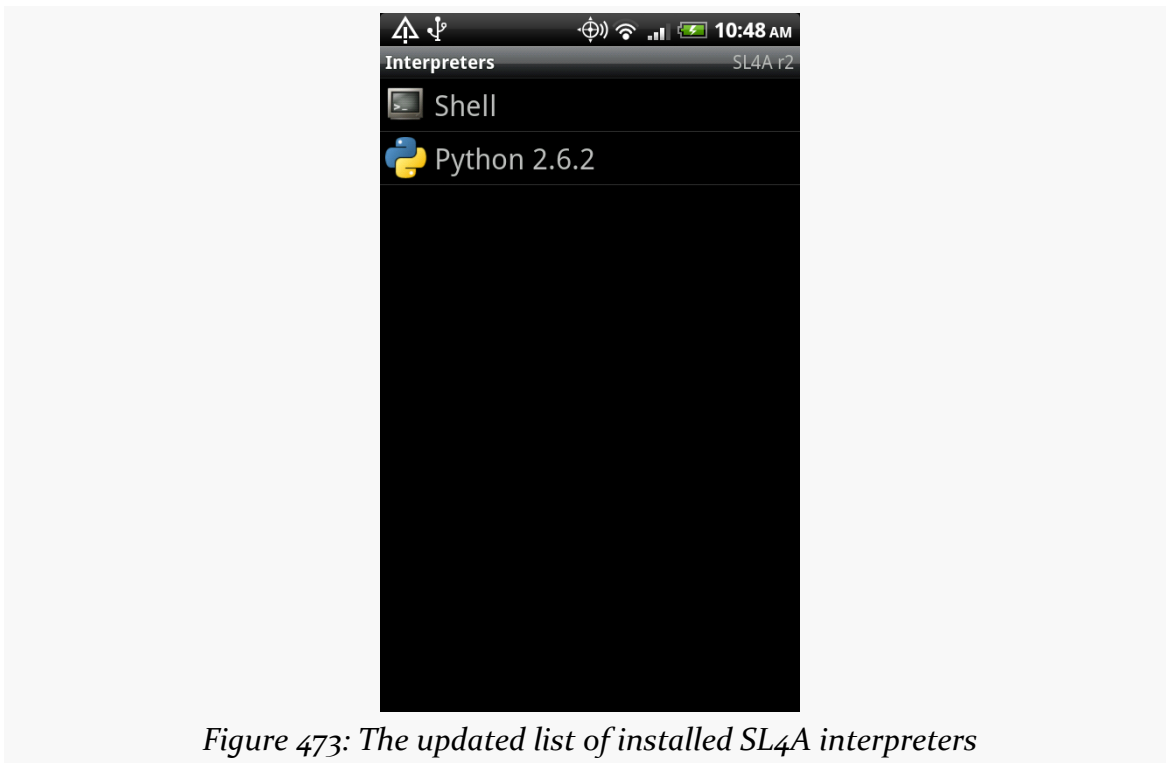 10:48 AM
Interpreters SL4A r2
Shell
Python 2.6.2
Figure 473: The updated list of installed SL4A interpreters